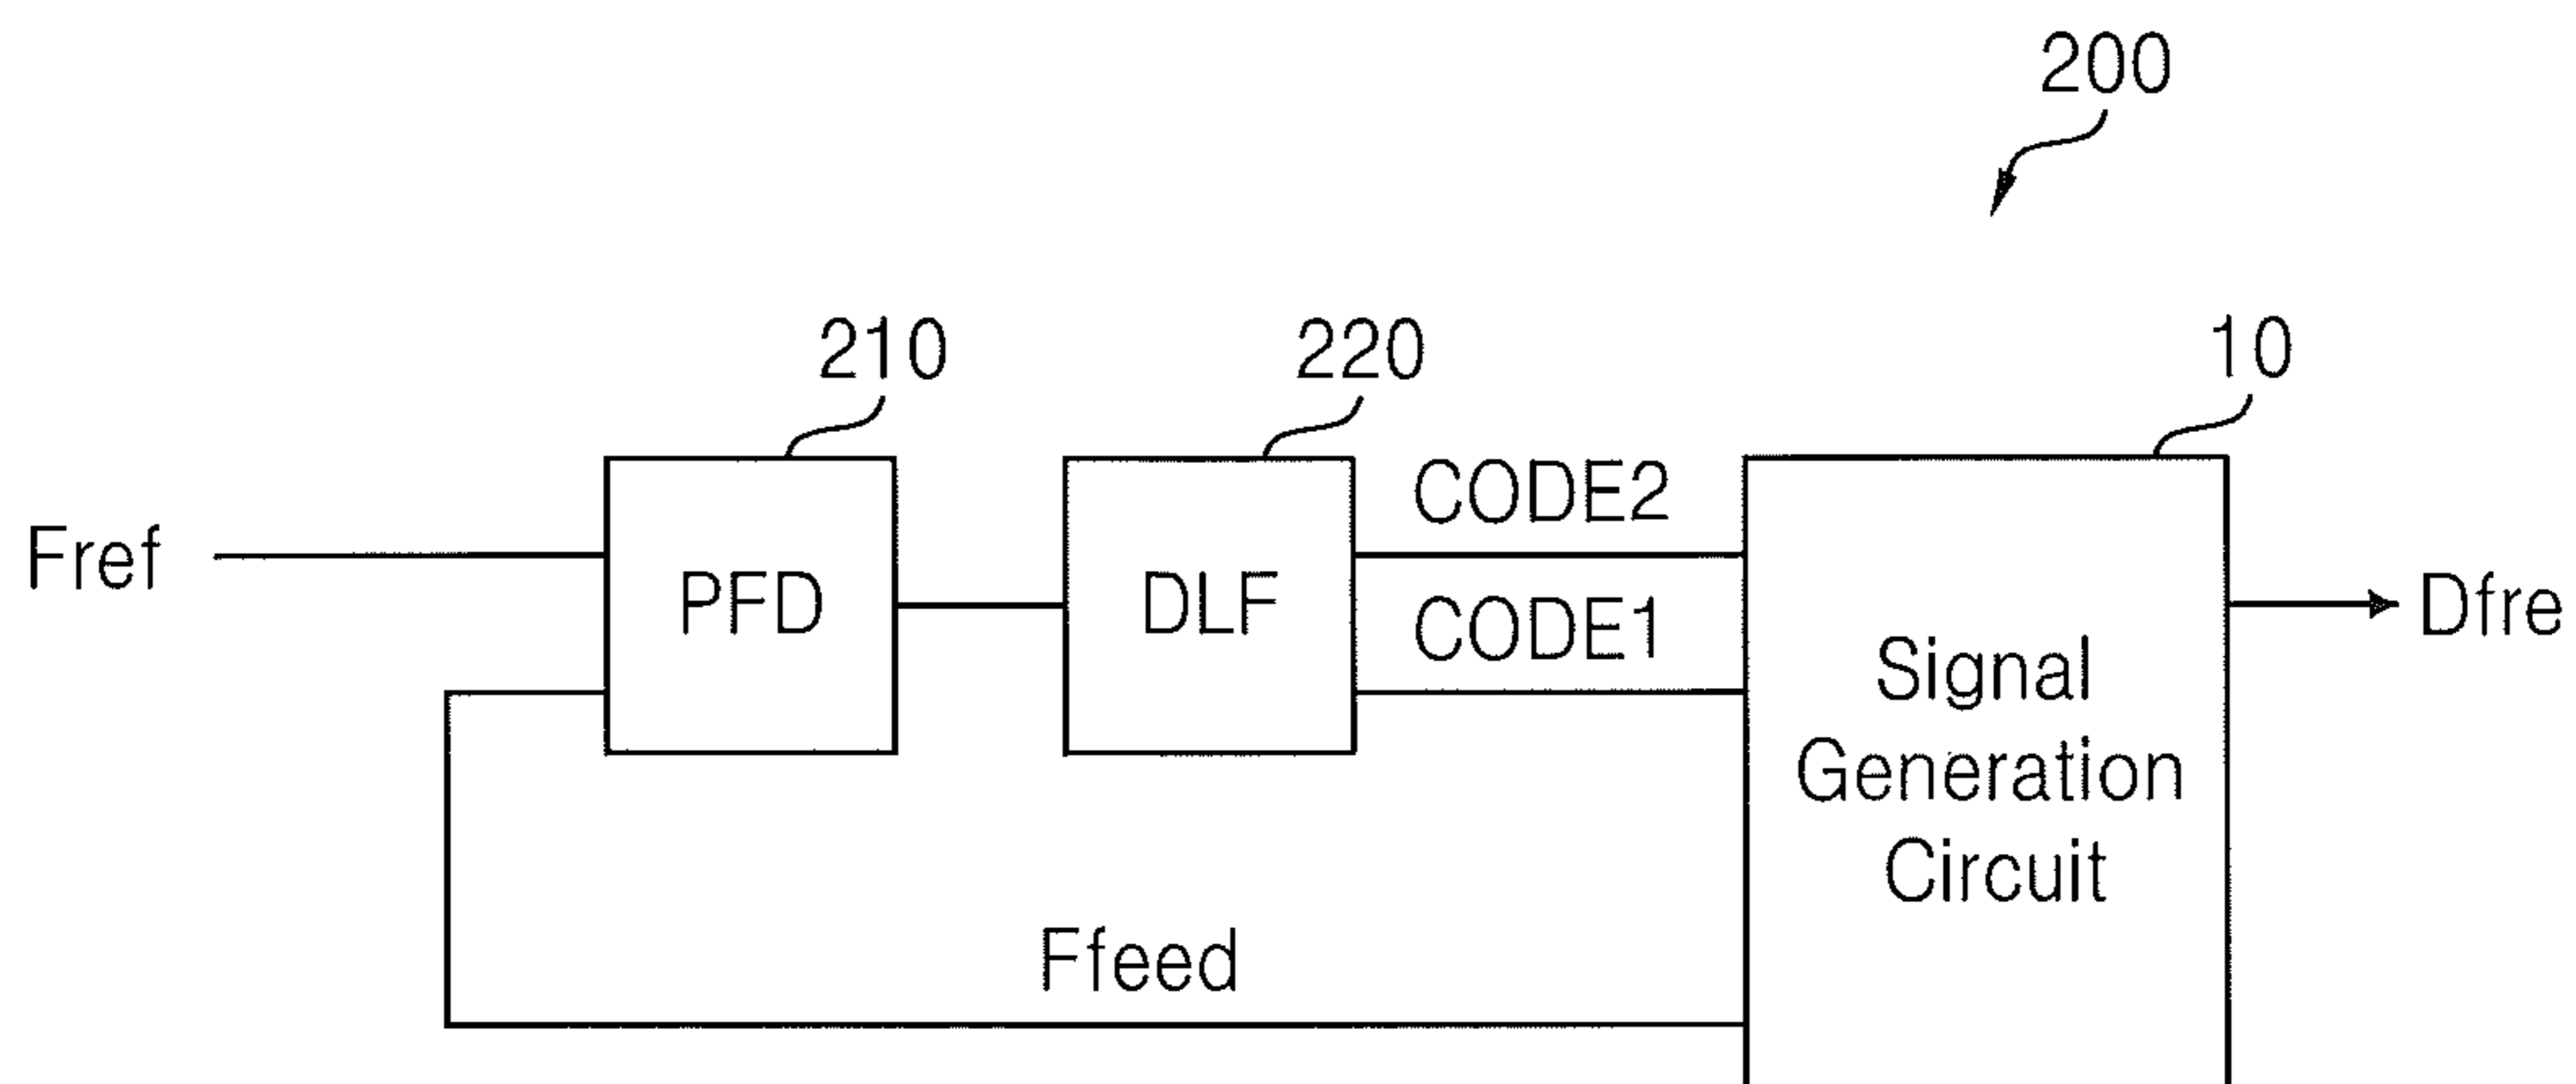 200
210
220
10
Fref
PFD
DLF
CODE2
CODE1
Signal
Generation
Circuit
Dfre
Ffeed